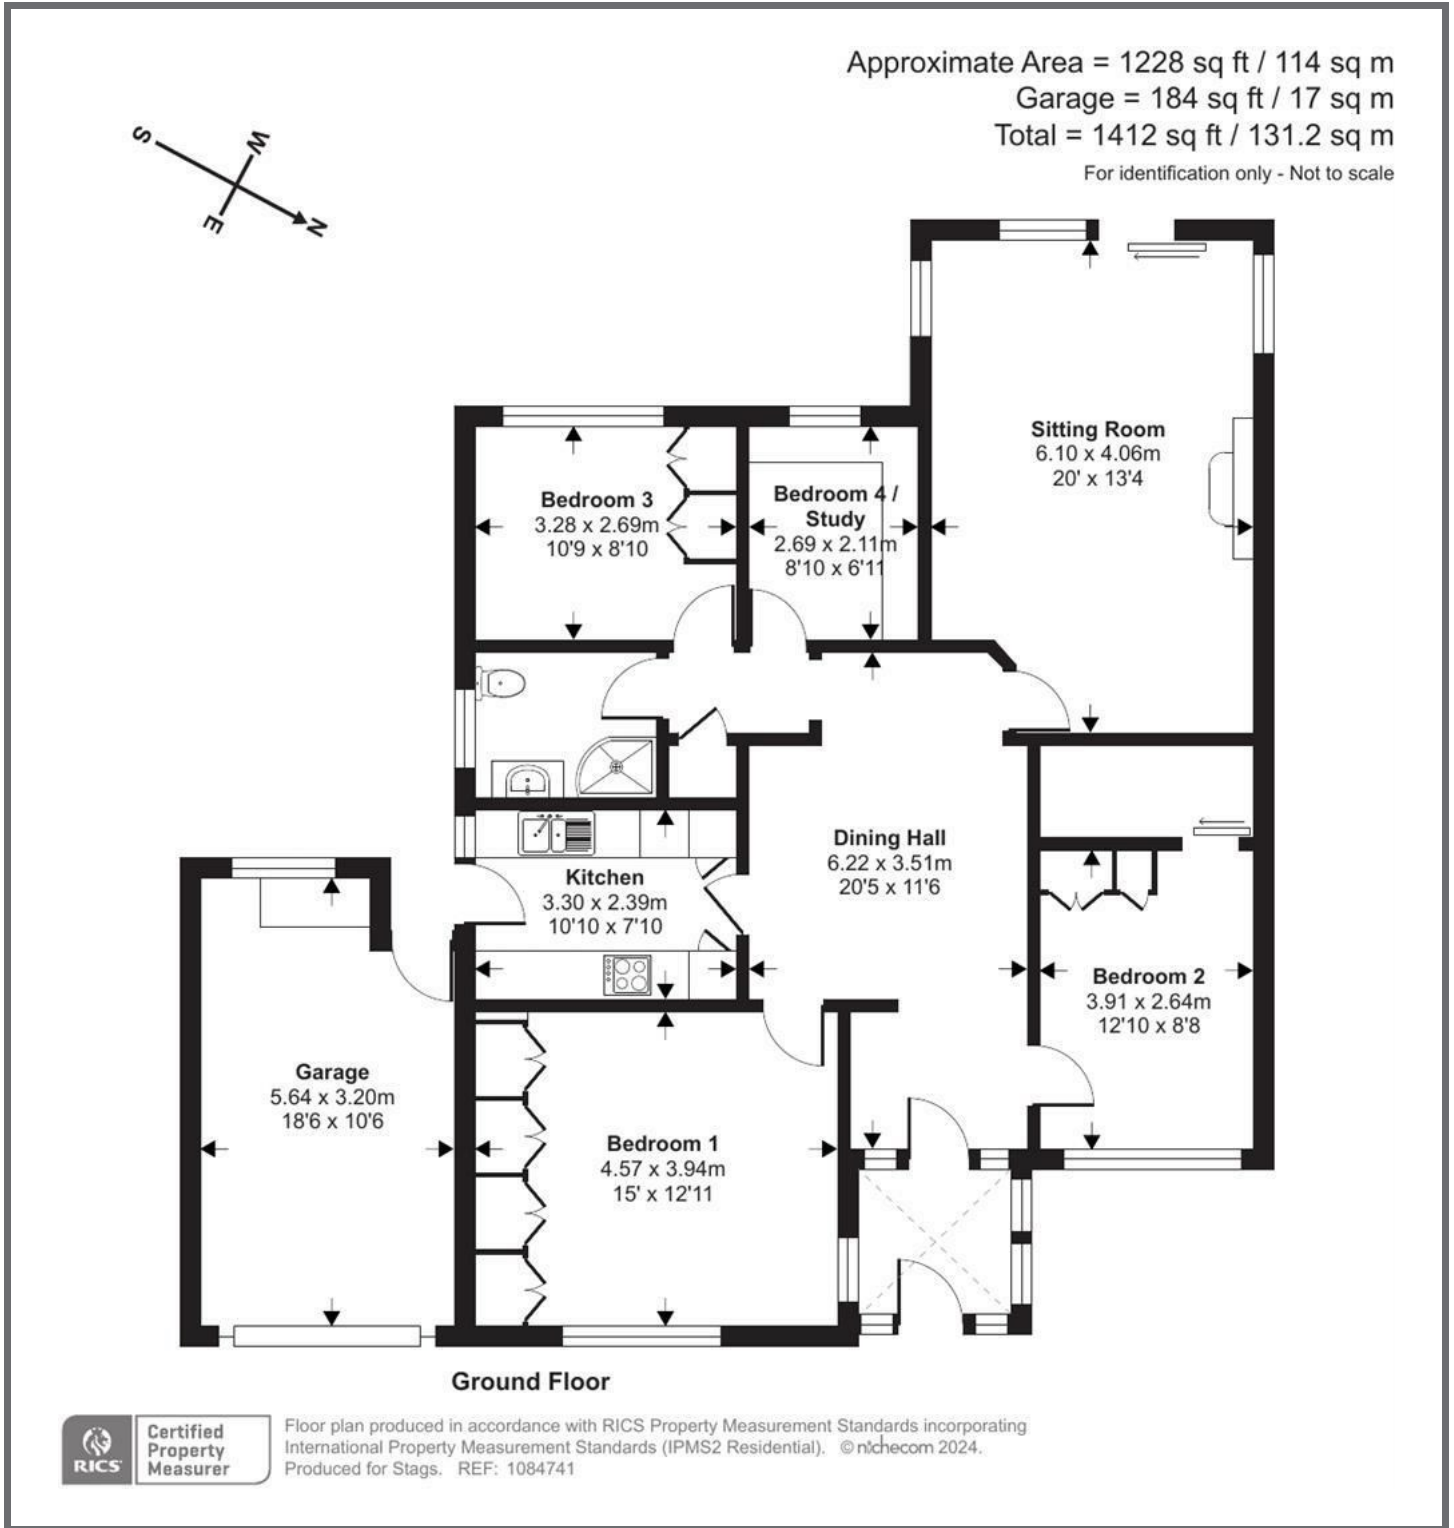 Approximate Area = 1228 sq ft / 114 sq m
Garage = 184 sq ft / 17 sq m
Total = 1412 sq ft / 131.2 sq m
For identification only - Not to scale
S
W
E
N
Sitting Room
6.10 x 4.06m
20' x 13'4
Bedroom 3
3.28 x 2.69m
10'9 x 8'10
Bedroom 4 /
Study
2.69 x 2.11m
8'10 x 6'11
Dining Hall
6.22 x 3.51m
20'5 x 11'6
Kitchen
3.30 x 2.39m
10'10 x 7'10
Bedroom 2
3.91 x 2.64m
12'10 x 8'8
Garage
5.64 x 3.20m
18'6 x 10'6
Bedroom 1
4.57 x 3.94m
15' x 12'11
Ground Floor
RICS
Certified
Property
Measurer
Floor plan produced in accordance with RICS Property Measurement Standards incorporating
International Property Measurement Standards (IPMS2 Residential). © nichecom 2024.
Produced for Stags. REF: 1084741